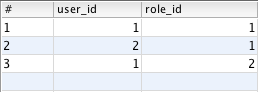 # user_id role_id
1 1 1
2 2 1
3 1 2